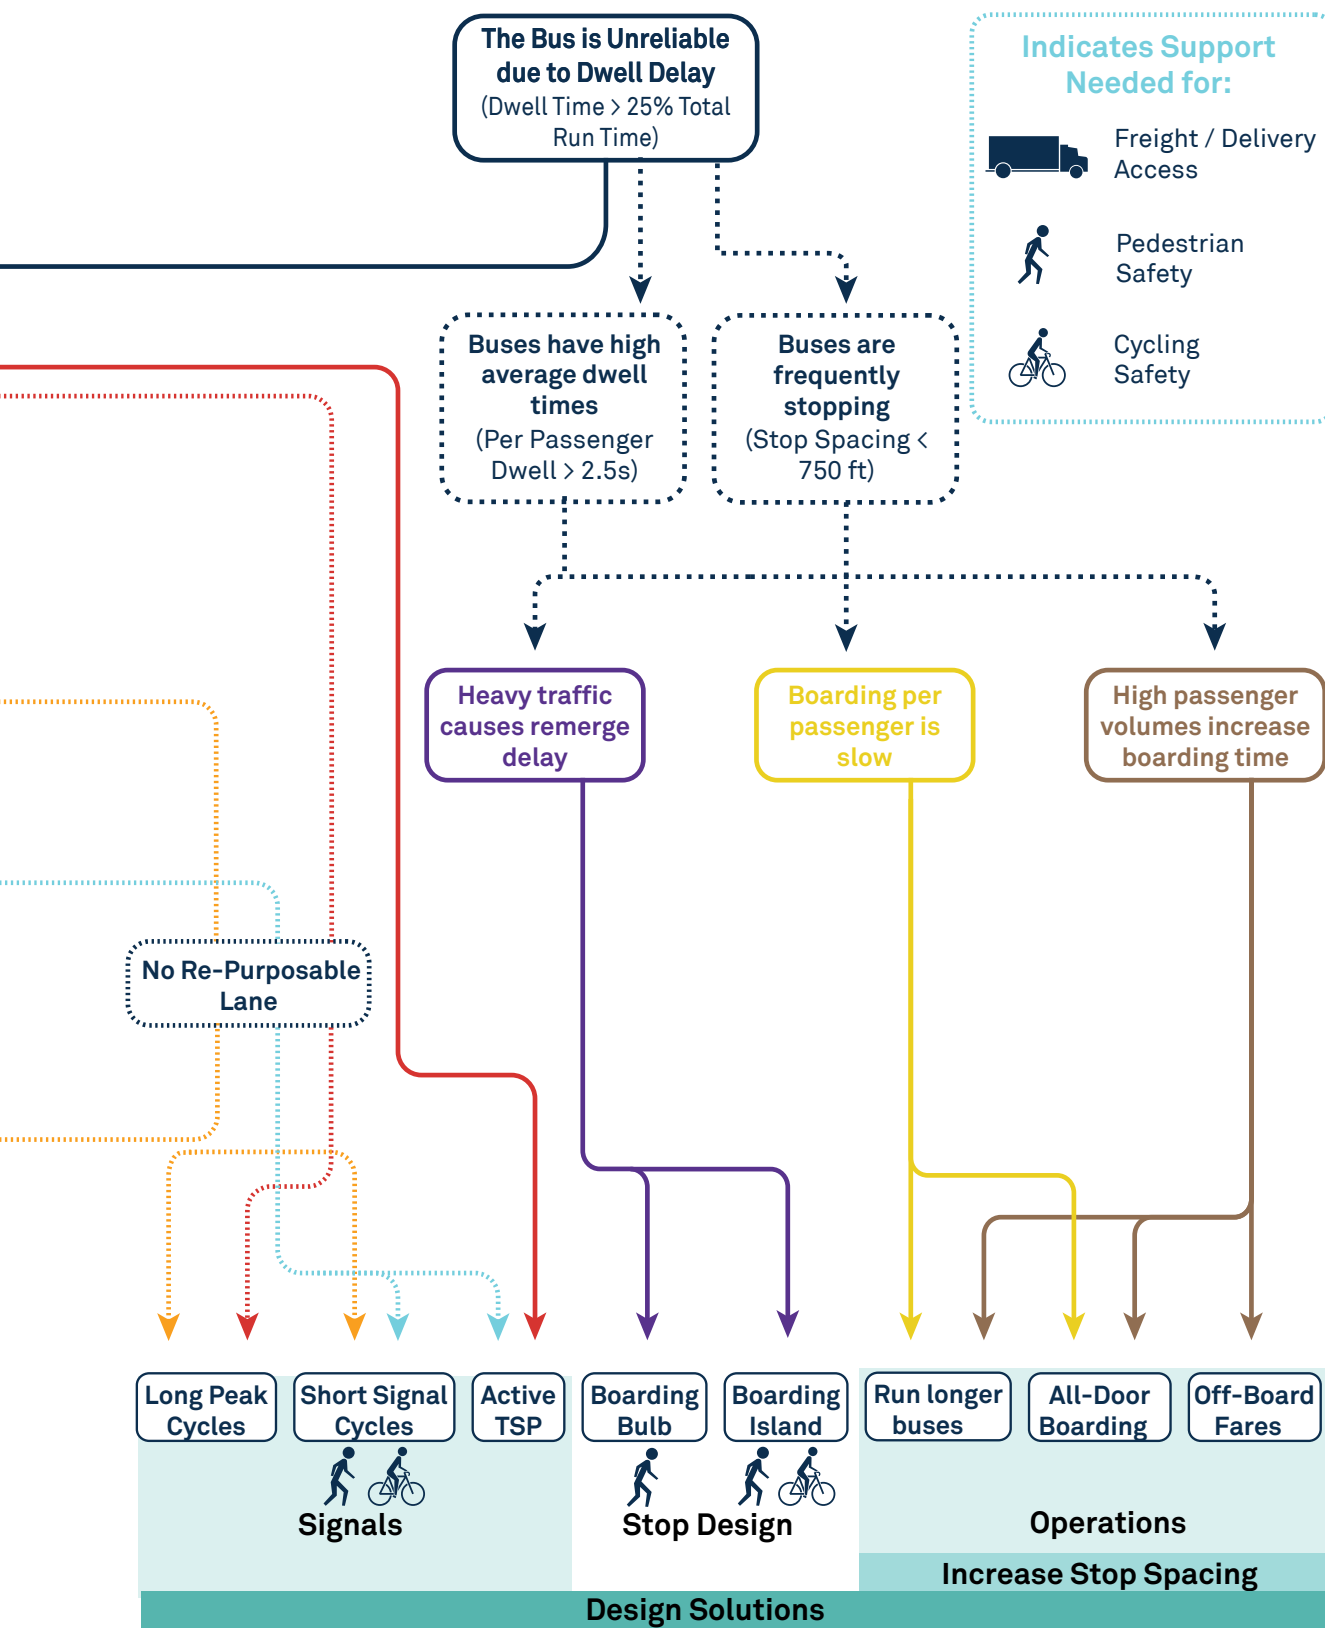 The Bus is Unreliable
due to Dwell Delay
(Dwell Time > 25% Total
Run Time)
Indicates Support
Needed for:
Freight / Delivery
Access
Pedestrian
Safety
Cycling
Safety
Buses have high
average dwell
times
(Per Passenger
Dwell > 2.5s)
Buses are
frequently
stopping
(Stop Spacing <
750 ft)
Heavy traffic
causes remerge
delay
Boarding per
passenger is
slow
High passenger
volumes increase
boarding time
No Re-Purposable
Lane
Long Peak
Cycles
Short Signal
Cycles
Active
TSP
Boarding
Bulb
Boarding
Island
Run longer
buses
All-Door
Boarding
Off-Board
Fares
Signals
Stop Design
Operations
Increase Stop Spacing
Design Solutions